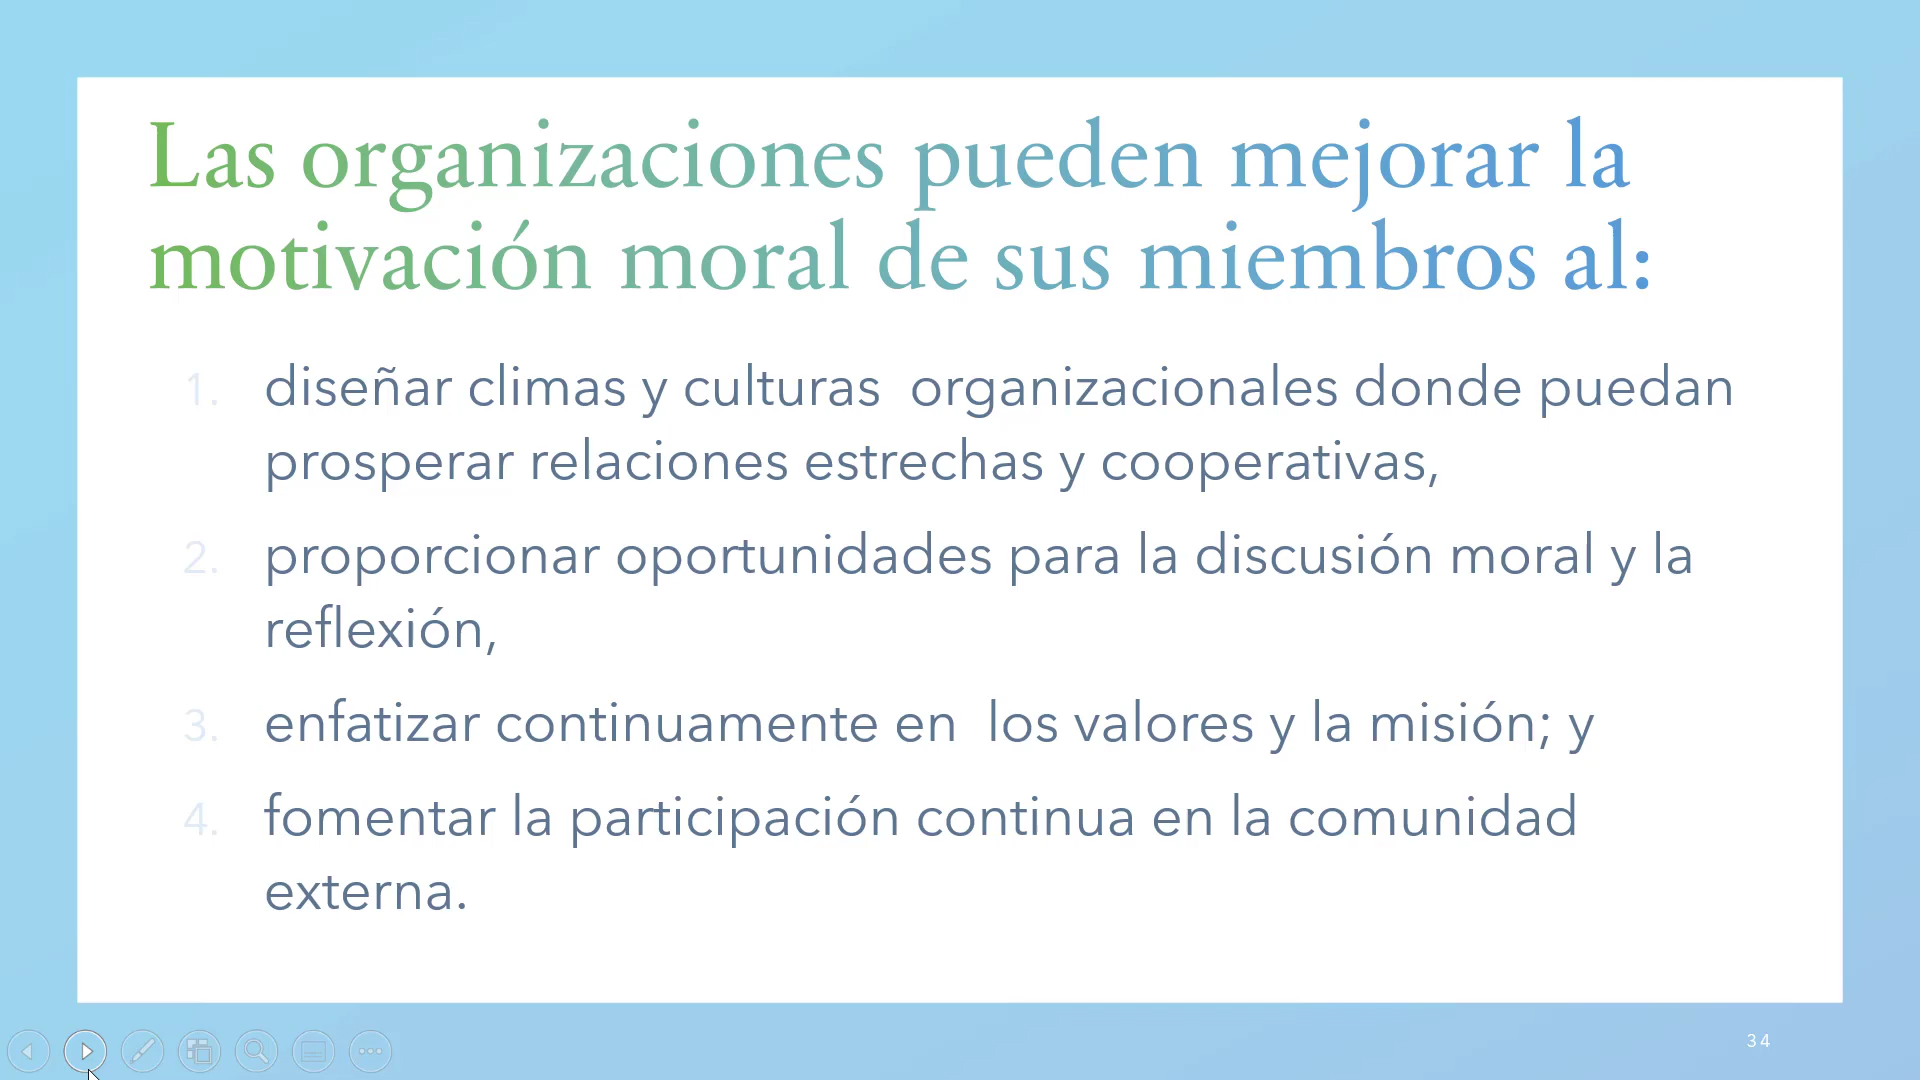 Las organizaciones pueden mejorar la
motivación moral de sus miembros al:
1. diseñar climas y culturas  organizacionales donde puedan
prosperar relaciones estrechas y cooperativas,
2. proporcionar oportunidades para la discusión moral y la
reflexión,
3. enfatizar continuamente en  los valores y la misión; y
4. fomentar la participación continua en la comunidad
externa.
34